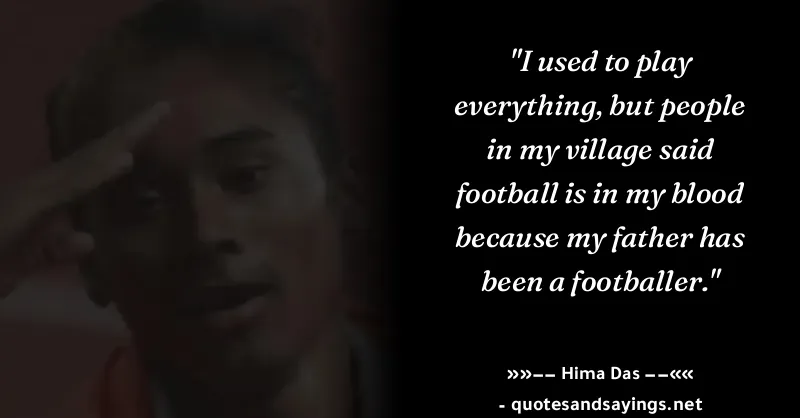 "I used to play
everything, but people
in my village said
football is in my blood
because my father has
been a footballer."
»»-- Hima Das --««
- quotesandsayings.net